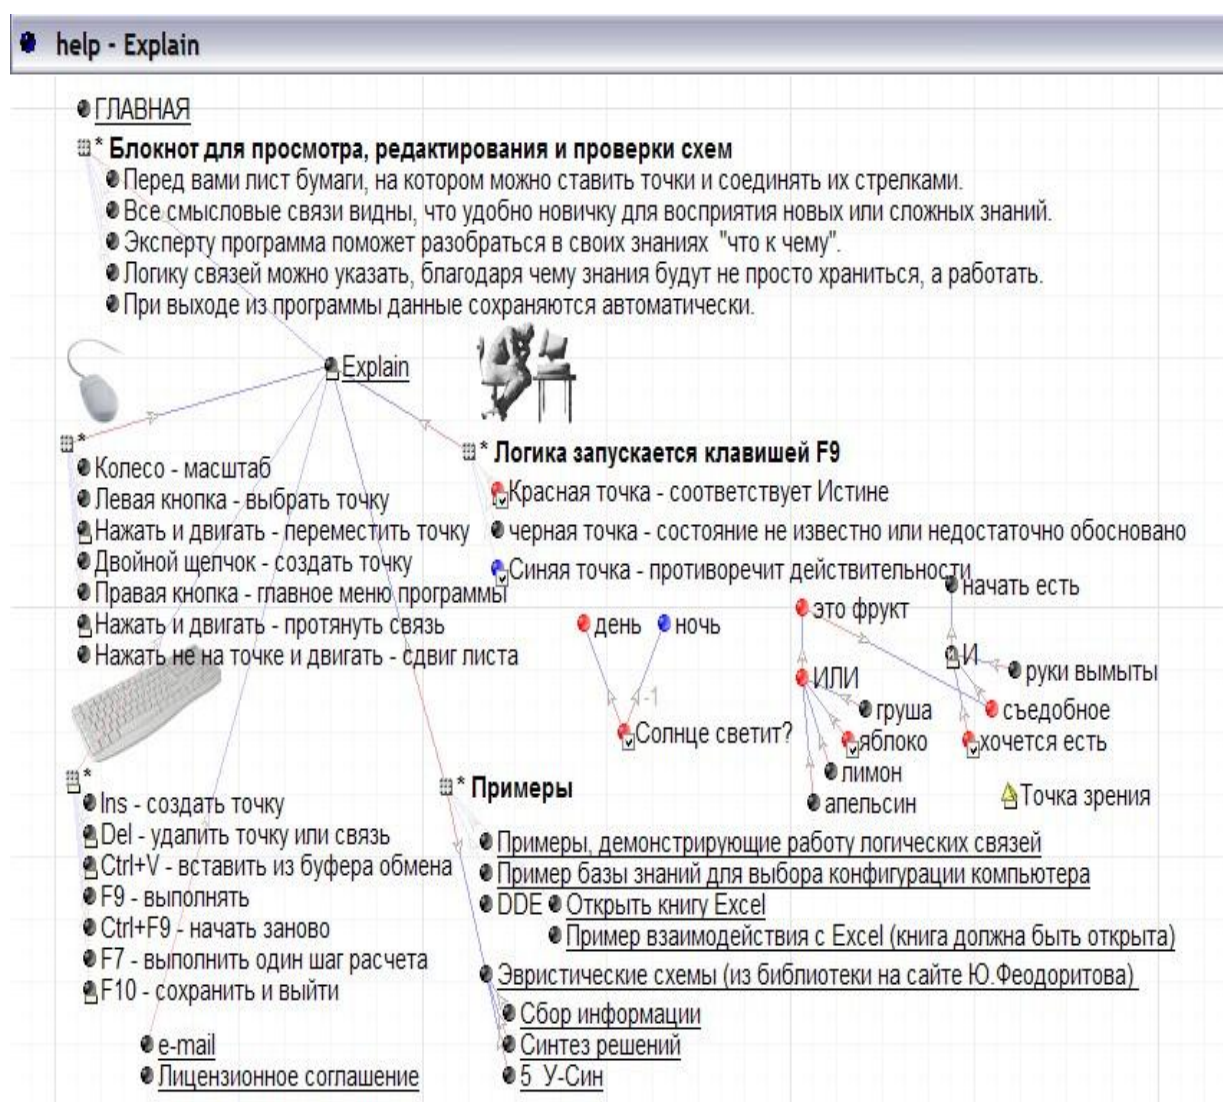 help - Explain
ГЛАВНАЯ
* Блокнот для просмотра, редактирования и проверки схем
Перед вами лист бумаги, на котором можно ставить точки и соединять их стрелками.
Все смысловые связи видны, что удобно новичку для восприятия новых или сложных знаний.
Эксперту программа поможет разобраться в своих знаниях "что к чему".
Логику связей можно указать, благодаря чему знания будут не просто храниться, а работать.
При выходе из программы данные сохраняются автоматически.
Explain
*
Колесо - масштаб
Левая кнопка - выбрать точку
Нажать и двигать - переместить точку
Двойной щелчок - создать точку
Правая кнопка - главное меню программы
Нажать и двигать - протянуть связь
Нажать не на точке и двигать - сдвиг листа
* Логика запускается клавишей F9
Красная точка - соответствует Истине
черная точка - состояние не известно или недостаточно обосновано
Синяя точка - противоречит действительности
день
ночь
-1
Солнце светит?
это фрукт
ИЛИ
груша
яблоко
лимон
апельсин
начать есть
И
руки вымыты
съедобное
хочется есть
Точка зрения
*
Ins - создать точку
Del - удалить точку или связь
Ctrl+V - вставить из буфера обмена
F9 - выполнять
Ctrl+F9 - начать заново
F7 - выполнить один шаг расчета
F10 - сохранить и выйти
e-mail
Лицензионное соглашение
* Примеры
Примеры, демонстрирующие работу логических связей
Пример базы знаний для выбора конфигурации компьютера
DDE Открыть книгу Excel
Пример взаимодействия с Excel (книга должна быть открыта)
Эвристические схемы (из библиотеки на сайте Ю.Феодоритова)
Сбор информации
Синтез решений
5 У-Син